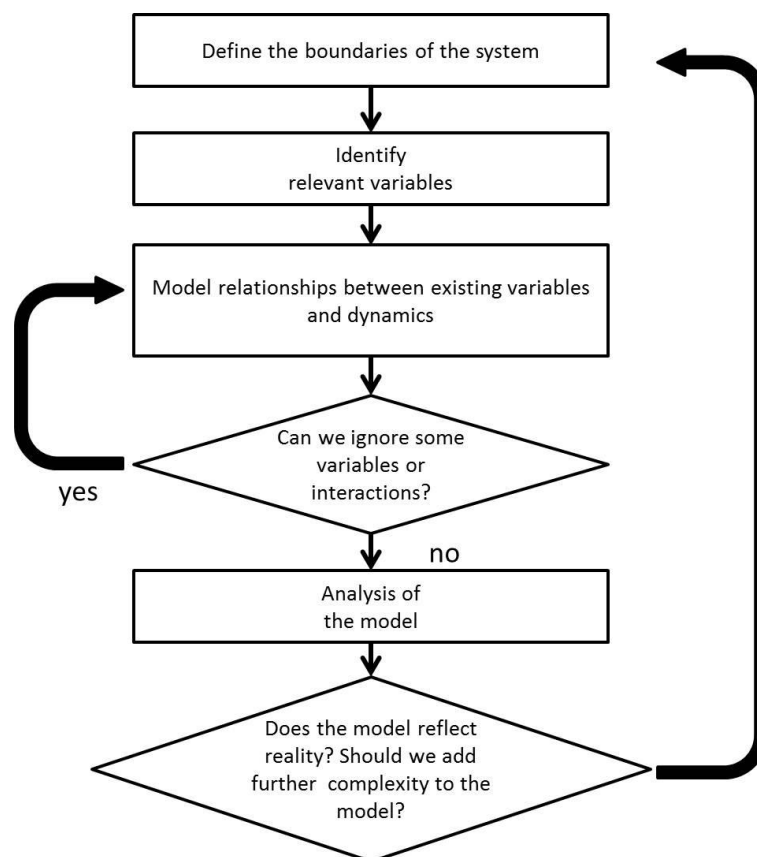 Define the boundaries of the system
Identify
relevant variables
Model relationships between existing variables
and dynamics
Can we ignore some
variables or
interactions?
yes
no
Analysis of
the model
Does the model reflect
reality? Should we add
further complexity to the
model?